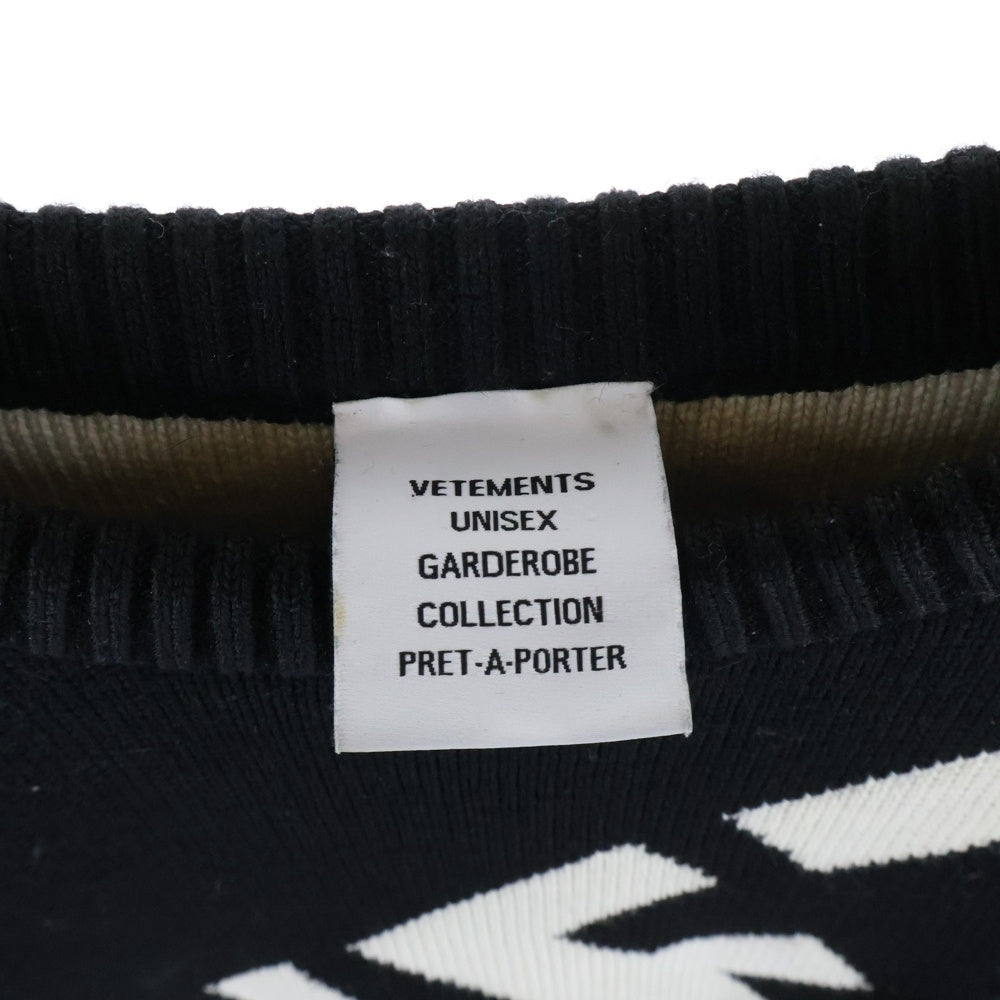 VETEMENTS
UNISEX
GARDEROBE
COLLECTION
PRET-A-PORTER